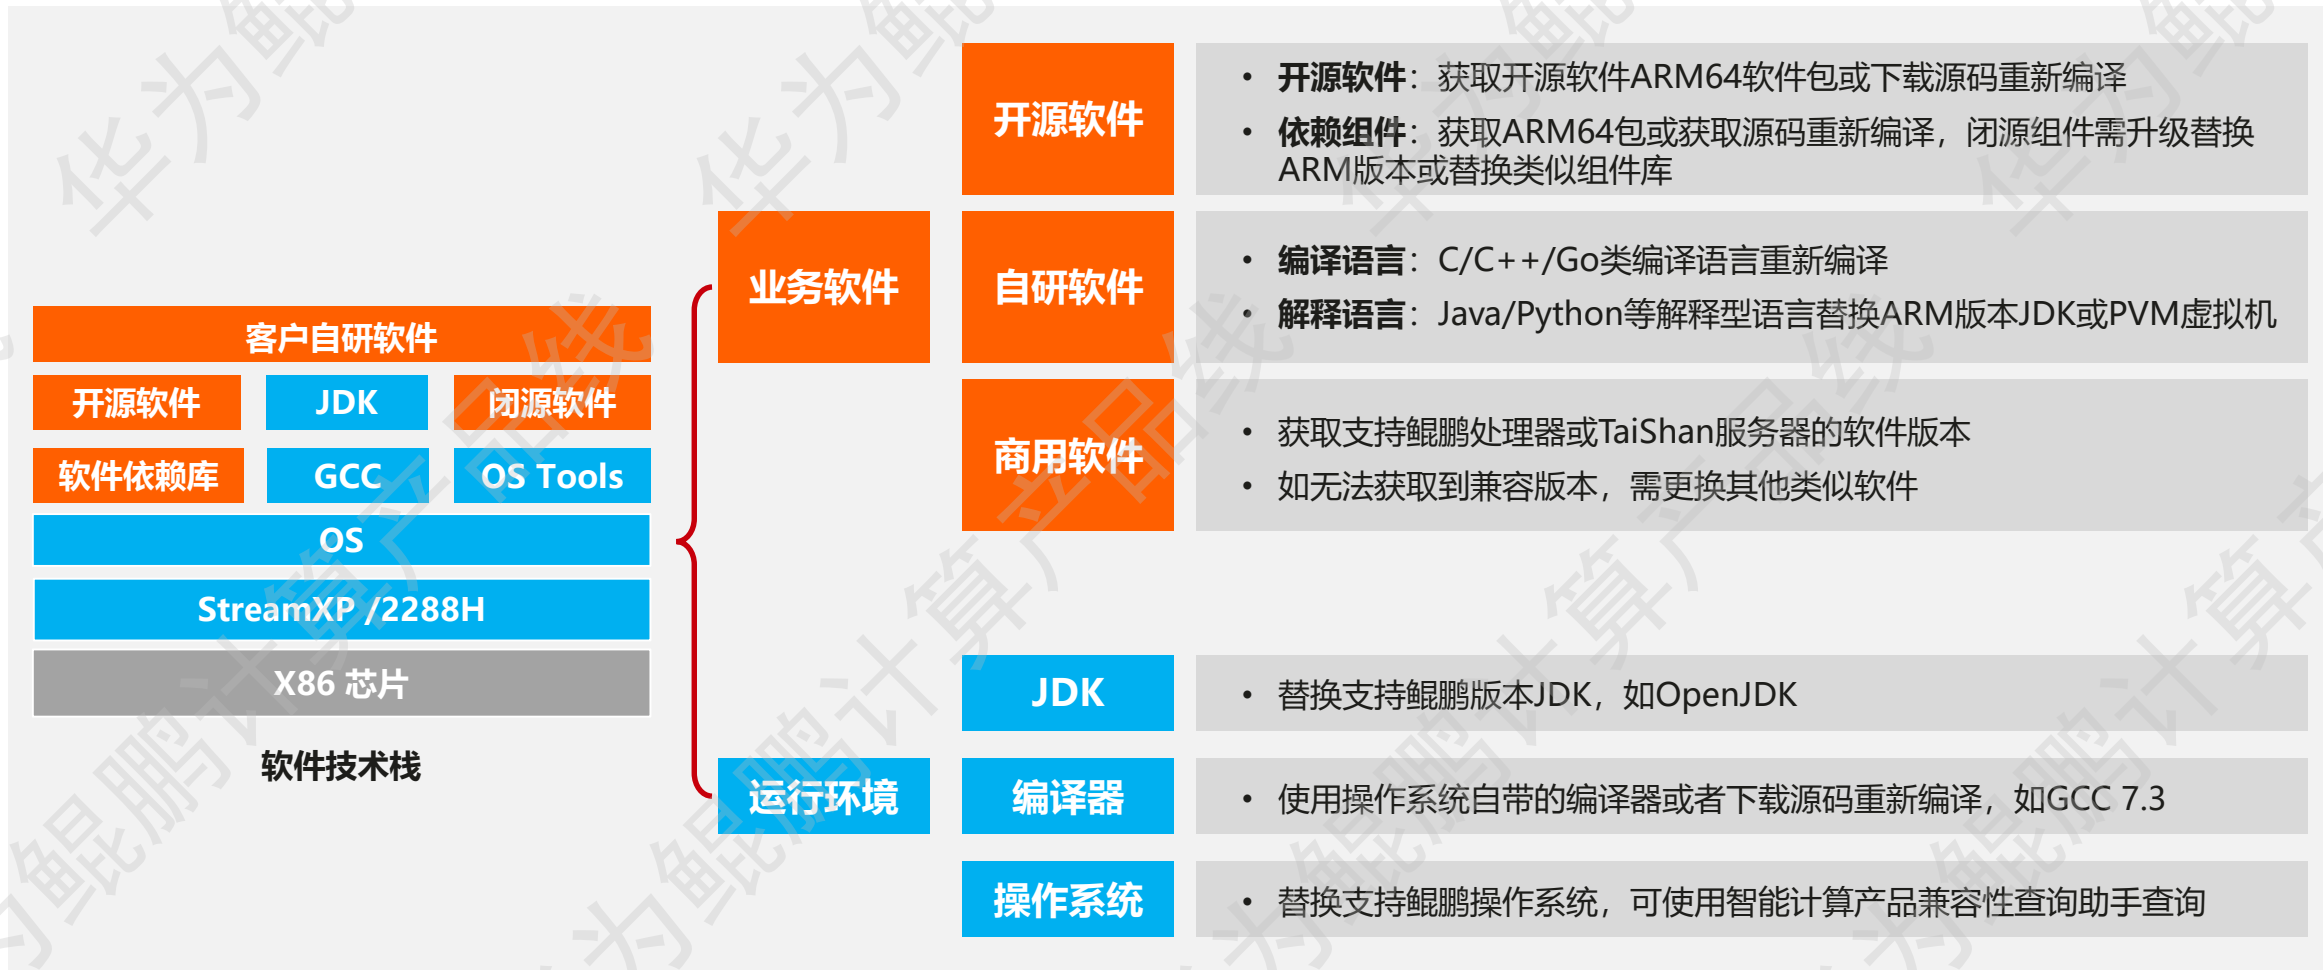 开源软件
• 开源软件：获取开源软件ARM64软件包或下载源码重新编译
• 依赖组件：获取ARM64包或获取源码重新编译，闭源组件需升级替换
ARM版本或替换类似组件库
业务软件
自研软件
• 编译语言：C/C++/Go类编译语言重新编译
• 解释语言：Java/Python等解释型语言替换ARM版本JDK或PVM虚拟机
商用软件
• 获取支持鲲鹏处理器或TaiShan服务器的软件版本
• 如无法获取到兼容版本，需更换其他类似软件
客户自研软件
开源软件
JDK
闭源软件
软件依赖库
GCC
OS Tools
OS
StreamXP /2288H
X86 芯片
软件技术栈
运行环境
JDK
• 替换支持鲲鹏版本JDK，如OpenJDK
编译器
• 使用操作系统自带的编译器或者下载源码重新编译，如GCC 7.3
操作系统
• 替换支持鲲鹏操作系统，可使用智能计算产品兼容性查询助手查询
华为鲲鹏计算产品线